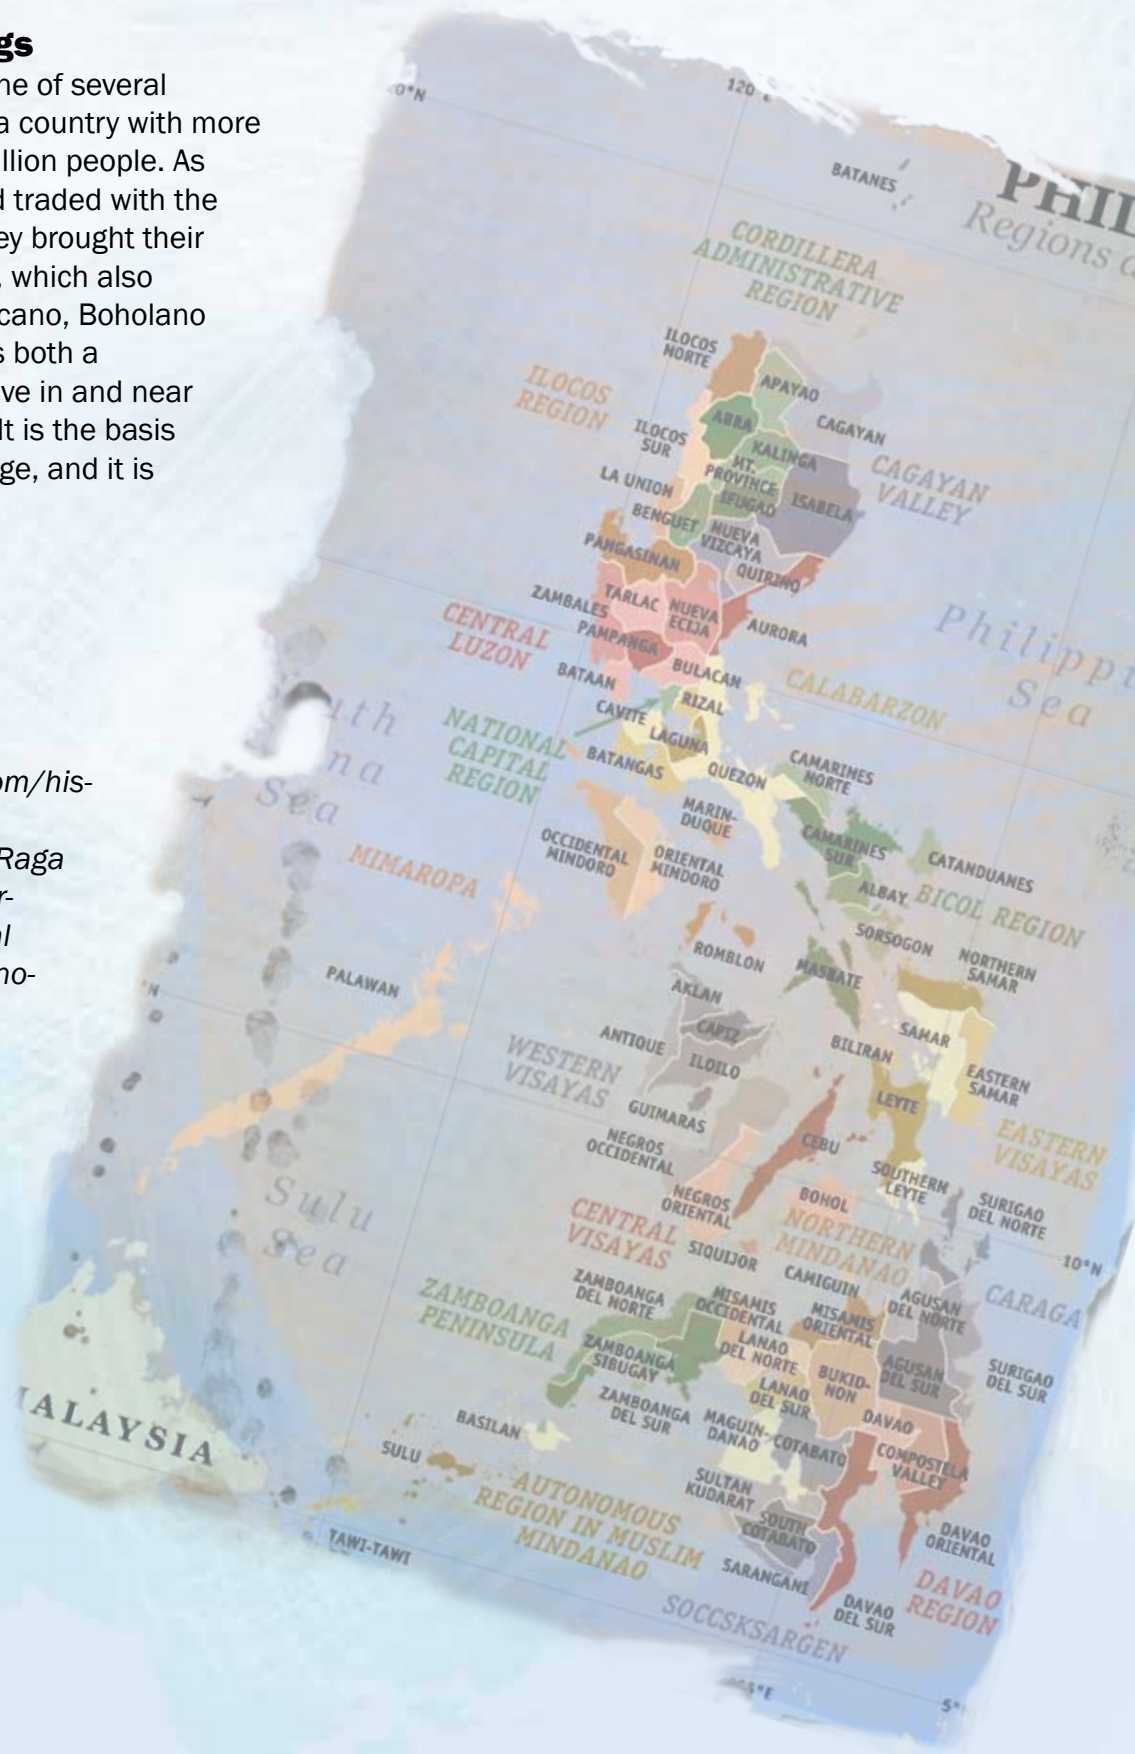 gs
ne of several
a country with more
llion people. As
d traded with the
ey brought their
, which also
cano, Boholano
s both a
ve in and near
It is the basis
ge, and it is
om/his-
Raga
r-
al
no-
0°N
120°E
BATANES
PHIL
Regions a
CORDILLERA
ADMINISTRATIVE
REGION
ILOCOS
NORTE
APAYAO
ILOCOS
REGION
ABRA
CAGAYAN
ILOCOS
SUR
KALINGA
CAGAYAN
VALLEY
MT.
PROVINCE
LA UNION
IFUGAO
ISABELA
BENGUET
NUEVA
VIZCAYA
PANGASINAN
QUIRINO
ZAMBALES
TARLAC
NUEVA
ECIJA
AURORA
CENTRAL
LUZON
PAMPANGA
BATAAN
BULACAN
Philippi
Sea
CALABARZON
RIZAL
CAVITE
LAGUNA
NATIONAL
CAPITAL
REGION
uth
na
Sea
BATANGAS
QUEZON
CAMARINES
NORTE
MARIN-
DUQUE
OCCIDENTAL
MINDORO
ORIENTAL
MINDORO
CAMARINES
SUR
CATANDUANES
MIMAROPA
ALBAY
BICOL REGION
SORSOGON
ROMBLON
MASBATE
NORTHERN
SAMAR
PALAWAN
°N
AKLAN
CAPIZ
ANTIQUE
ILOILO
SAMAR
BILIRAN
WESTERN
VISAYAS
EASTERN
SAMAR
GUIMARAS
LEYTE
NEGROS
OCCIDENTAL
CEBU
EASTERN
VISAYAS
SOUTHERN
LEYTE
NEGROS
ORIENTAL
BOHOL
SURIGAO
DEL NORTE
Sulu
Sea
CENTRAL
VISAYAS
SIQUIJOR
NORTHERN
MINDANAO
10°N
CAMIGUIN
ZAMBOANGA
DEL NORTE
MISAMIS
OCCIDENTAL
MISAMIS
ORIENTAL
AGUSAN
DEL NORTE
CARAGA
ZAMBOANGA
PENINSULA
LANAO
DEL NORTE
ZAMBOANGA
SIBUGAY
BUKID-
NON
AGUSAN
DEL SUR
SURIGAO
DEL SUR
LANAO
DEL SUR
ZAMBOANGA
DEL SUR
DAVAO
MAGUIN-
DANAO
COTABATO
COMPOSTELA
VALLEY
MALAYSIA
BASILAN
SULU
SULTAN
KUDARAT
AUTONOMOUS
REGION IN MUSLIM
MINDANAO
SOUTH
COTABATO
DAVAO
ORIENTAL
TAWI-TAWI
SARANGANI
DAVAO
REGION
DAVAO
DEL SUR
SOCCSKSARGEN
5°E
5°